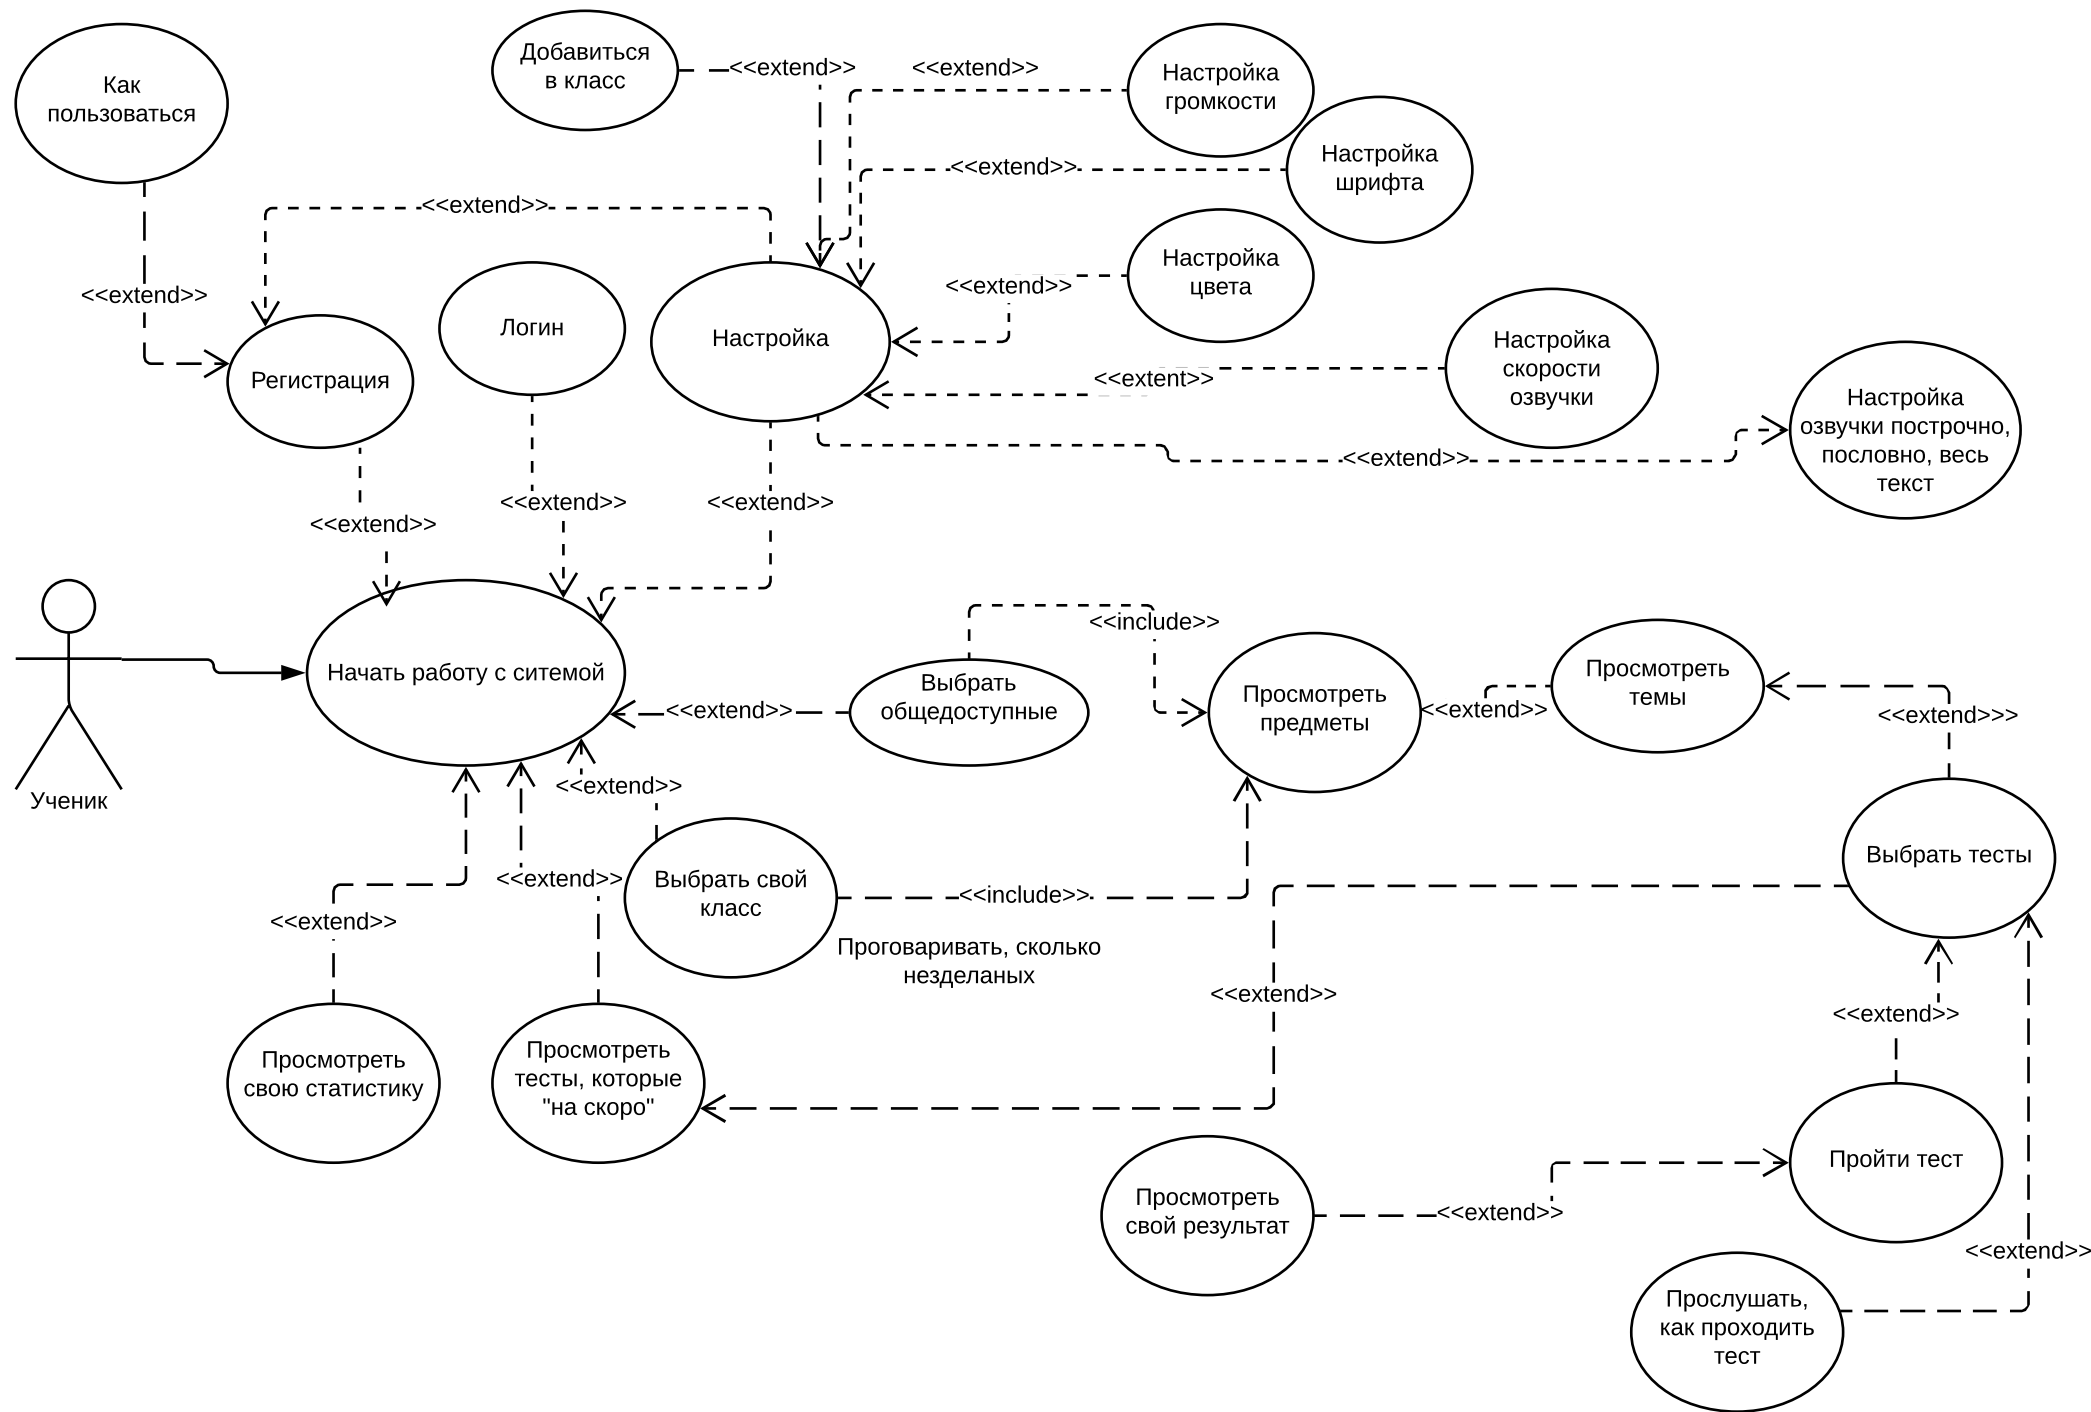 Как
пользоваться
Добавиться
в класс
<<extend>>
<<extend>>
Настройка
громкости
Настройка
шрифта
<<extend>>
<<extend>>
Настройка
цвета
<<extend>>
<<extend>>
Логин
Настройка
Регистрация
<<extent>>
Настройка
скорости
озвучки
Настройка
озвучки построчно,
пословно, весь
текст
<<extend>>
<<extend>>
<<extend>>
<<extend>>
Начать работу с ситемой
Ученик
<<extend>>
Выбрать
общедоступные
<<include>>
Просмотреть
предметы
<<extend>>
Просмотреть
темы
<<extend>>>
<<extend>>
Выбрать тесты
<<extend>>
Выбрать свой
класс
<<include>>
<<extend>>
Проговаривать, сколько
незделаных
<<extend>>
<<extend>>
Просмотреть
свою статистику
Просмотреть
тесты, которые
"на скоро"
Пройти тест
Просмотреть
свой результат
<<extend>>
<<extend>>
Прослушать,
как проходить
тест